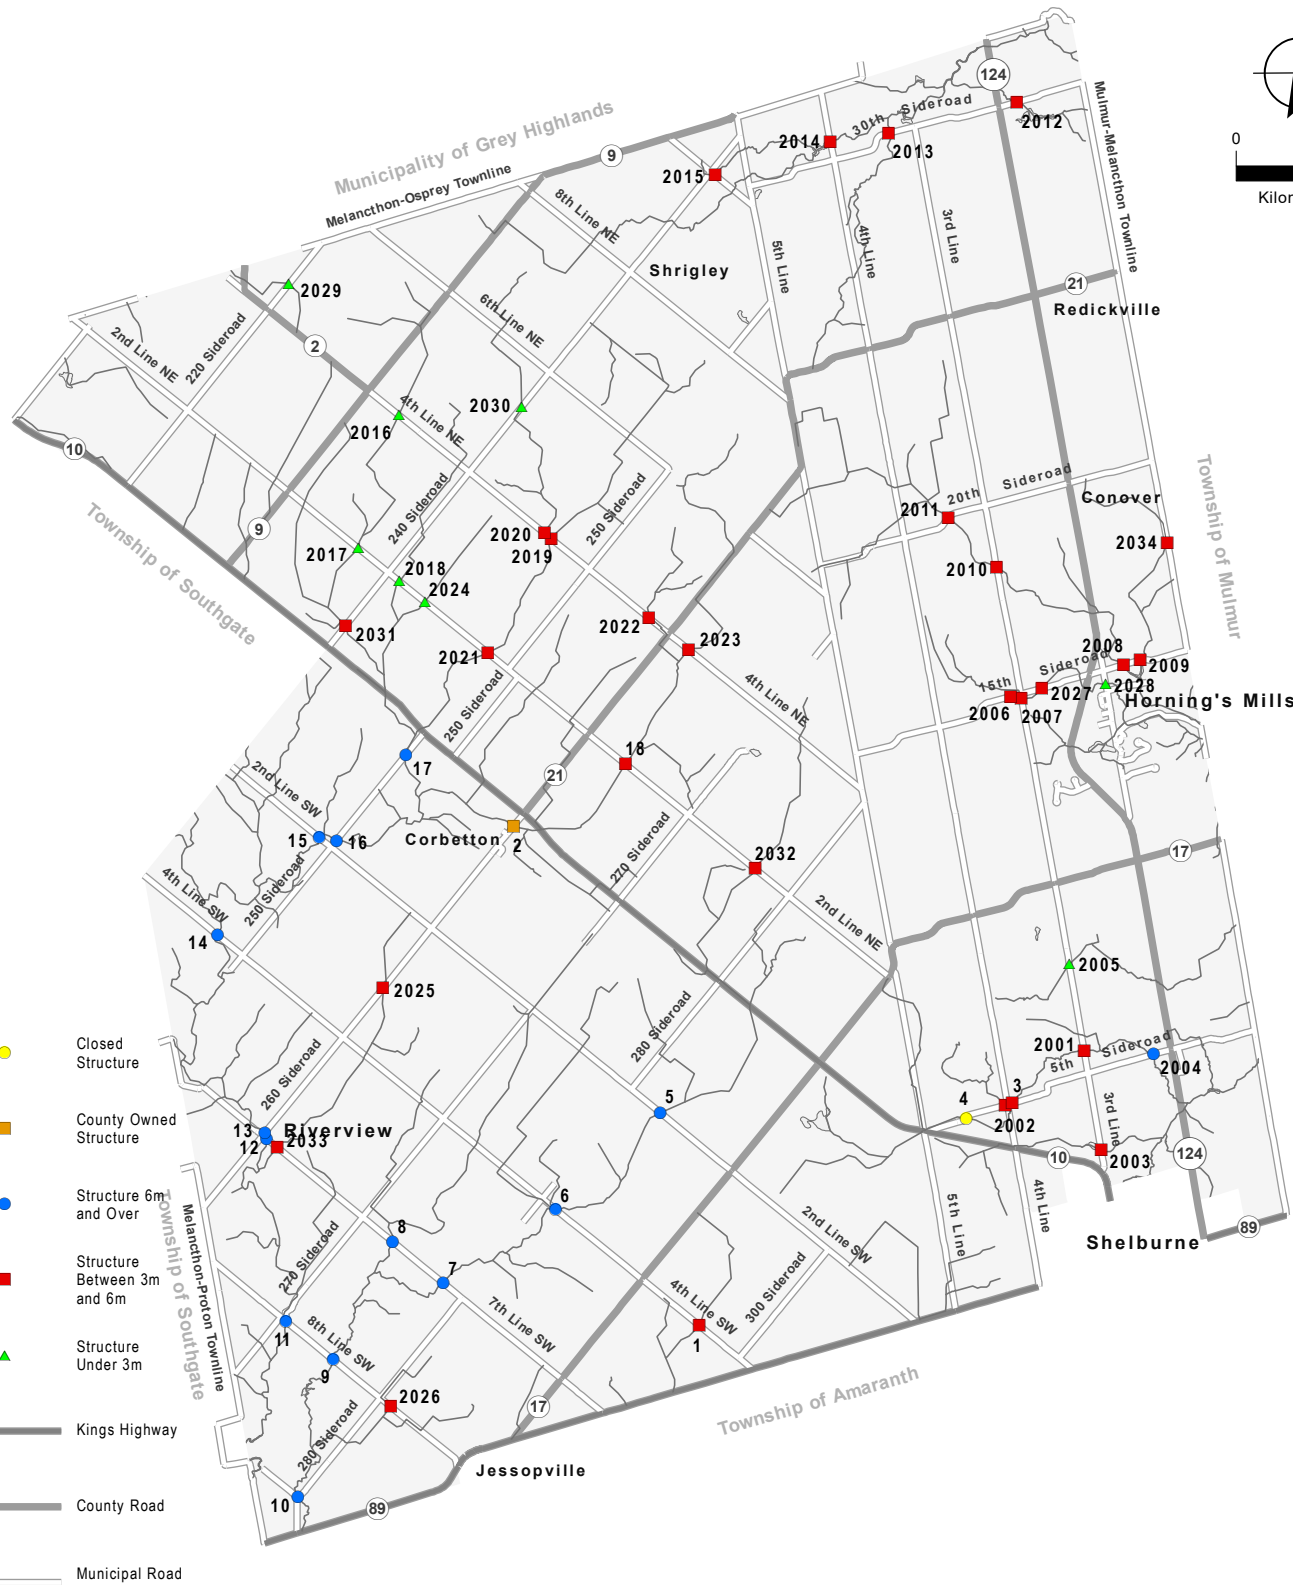 124
Mulmur-Melancthon Townline
0
Kilor
Municipality of Grey Highlands
9
30th Sideroad
2012
2014
2013
2015
Melancthon-Osprey Townline
8th Line NE
5th Line
4th Line
3rd Line
Shrigley
21
Redickville
2029
220 Sideroad
2nd Line NE
2
6th Line NE
2030
2016
4th Line NE
10
Township of Southgate
9
240 Sideroad
250 Sideroad
20th Sideroad
Conover
Township of Mulmur
2011
2034
2020
2019
2017
2018
2024
2010
2031
2022
2023
2021
2008
2009
15th Sideroad
2027
2028
2006
2007
Horning's Mills
4th Line NE
250 Sideroad
18
17
21
2nd Line SW
15
16
Corbetton
2
270 Sideroad
2032
17
4th Line SW
250 Sideroad
14
2nd Line NE
2025
2005
280 Sideroad
2001
5th Sideroad
2004
260 Sideroad
5
4
3
2002
3rd Line
13
12
2033
Riverview
10
2003
124
6
8
7
2nd Line SW
5th Line
4th Line
89
Shelburne
Township of Southgate
Melancthon-Proton Townline
270 Sideroad
300 Sideroad
4th Line SW
7th Line SW
8th Line SW
11
9
1
2026
17
Township of Amaranth
280 Sideroad
Jessopville
10
89
Closed
Structure
County Owned
Structure
Structure 6m
and Over
Structure
Between 3m
and 6m
Structure
Under 3m
Kings Highway
County Road
Municipal Road